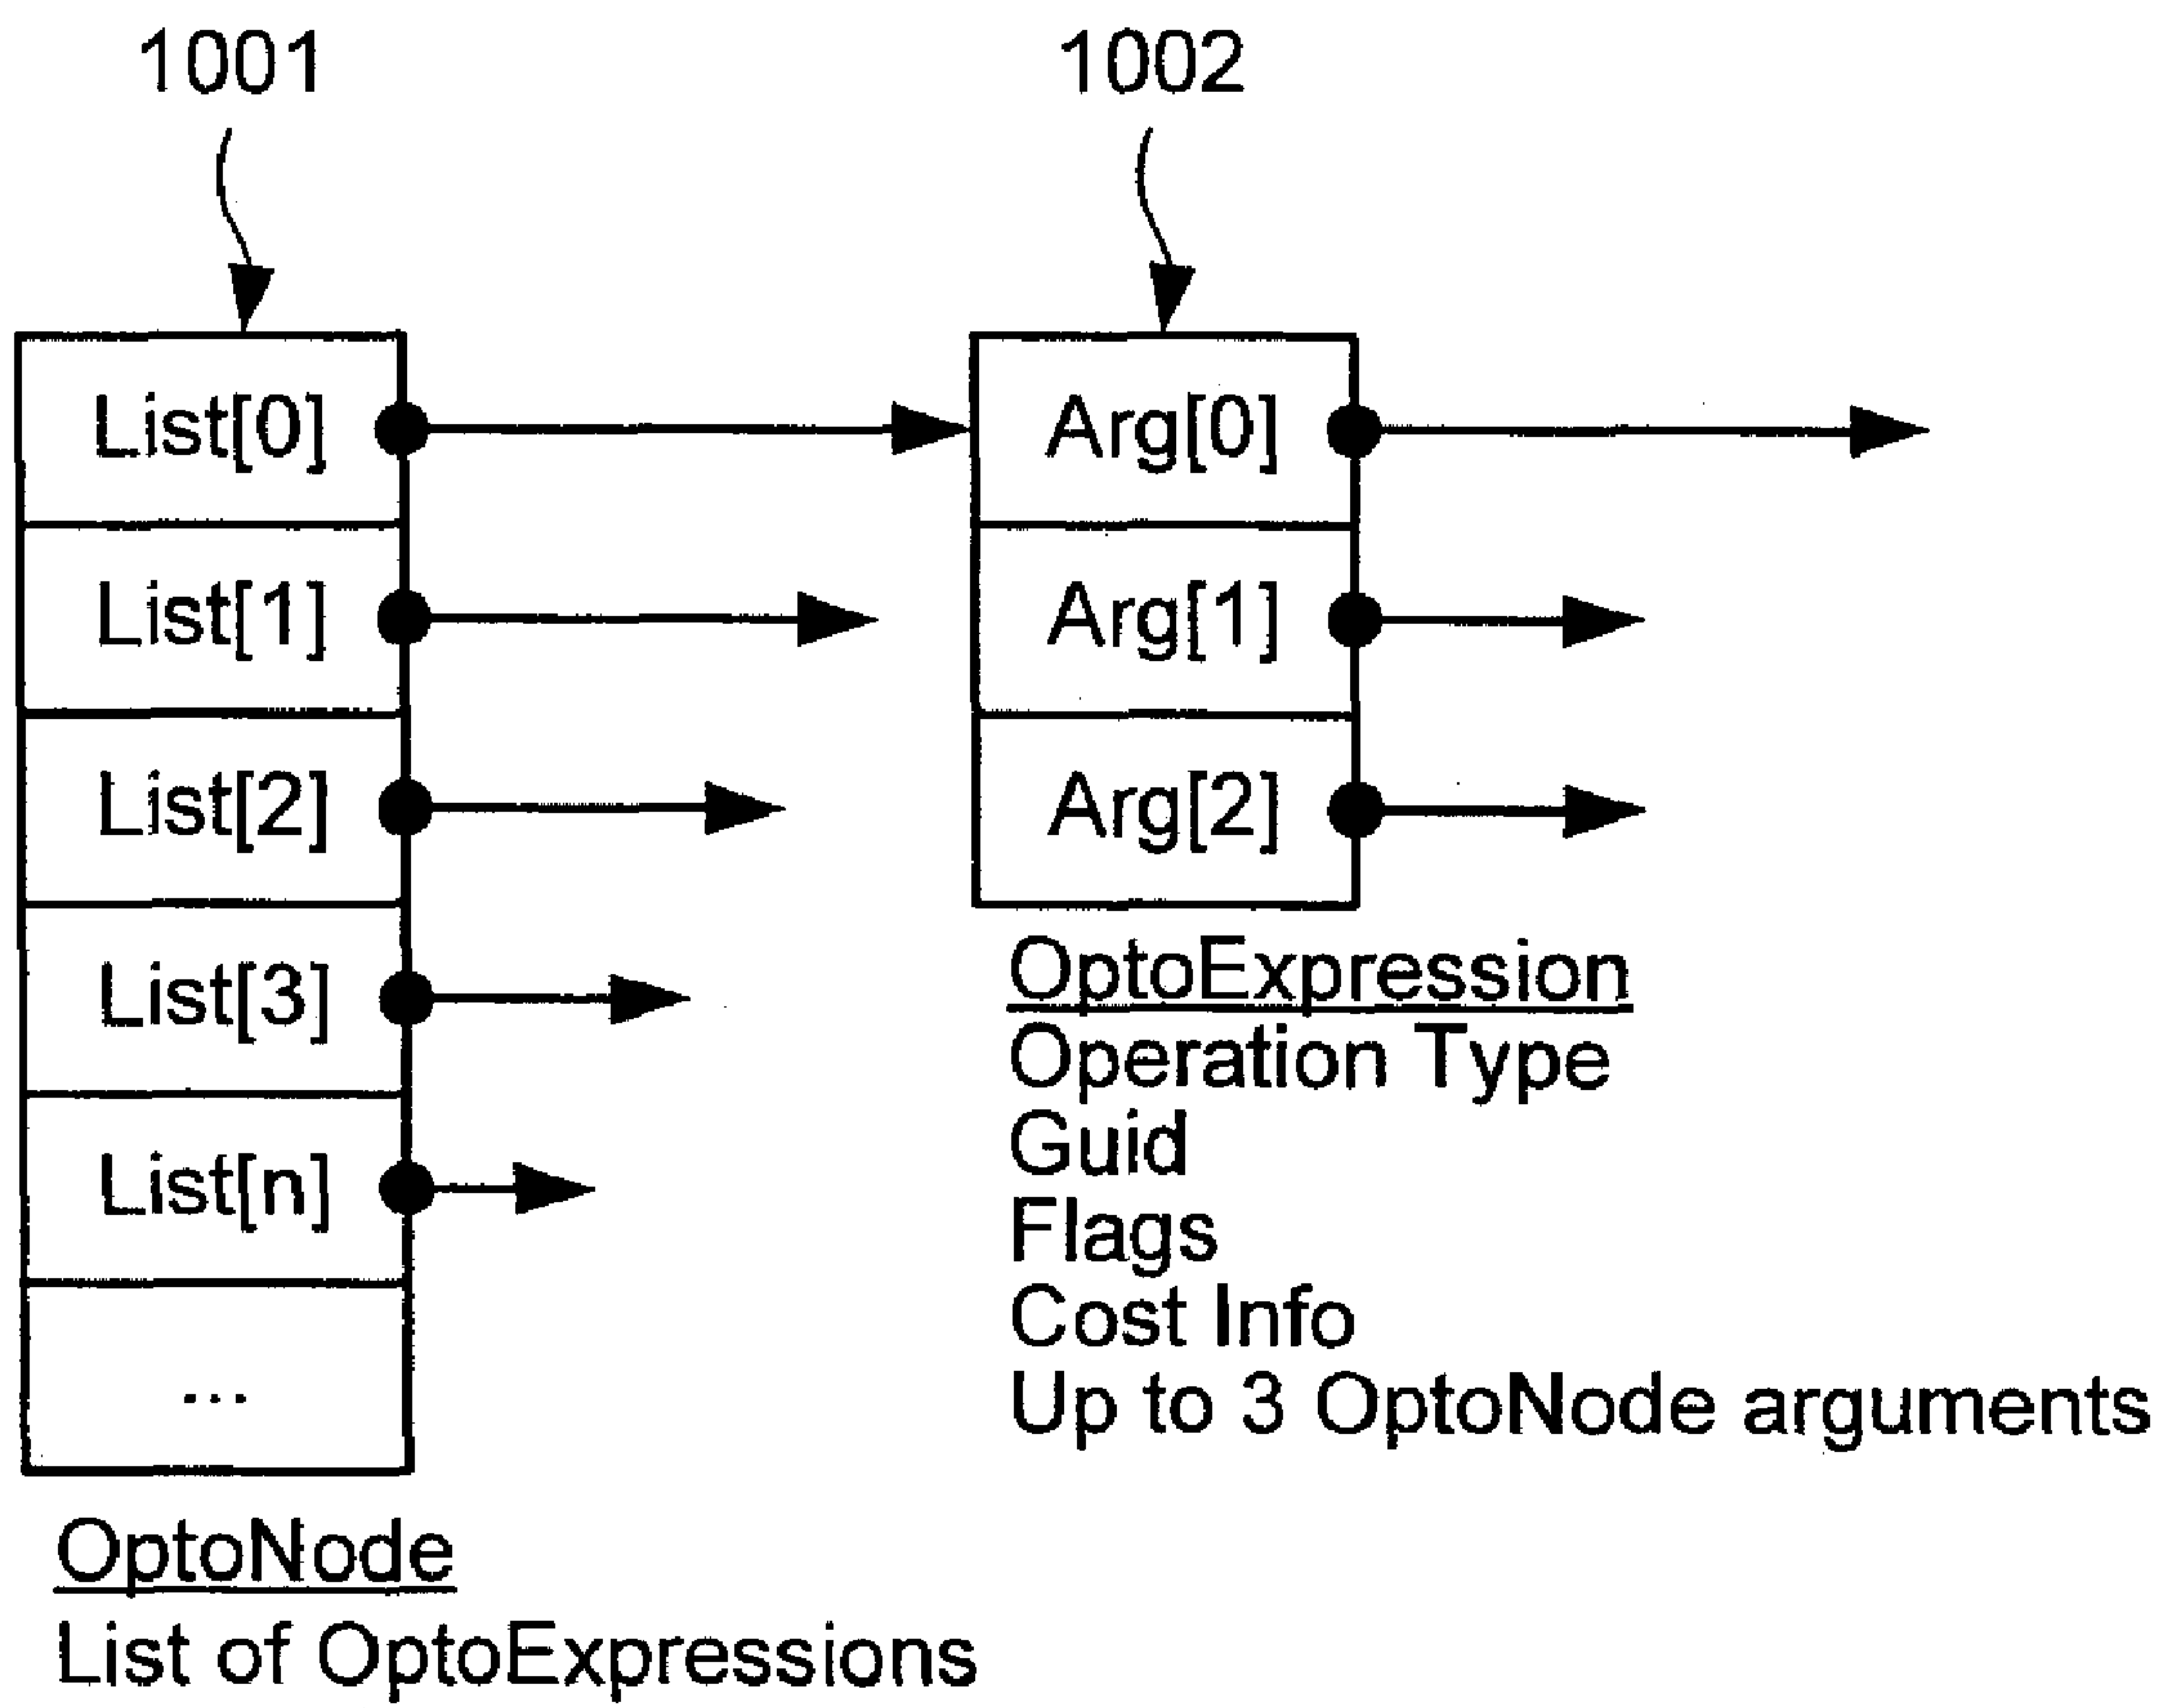 1001
1002
List[0]
Arg[0]
List[1]
Arg[1]
List[2]
Arg[2]
List[3]
List[n]
...
OptoExpression
Operation Type
Guid
Flags
Cost Info
Up to 3 OptoNode arguments
OptoNode
List of OptoExpressions